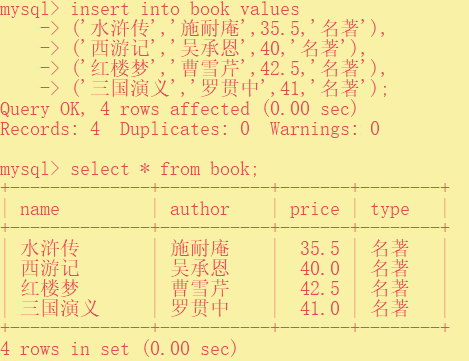 mysql> insert into book values
    -> ('水浒传','施耐庵',35.5,'名著'),
    -> ('西游记','吴承恩',40,'名著'),
    -> ('红楼梦','曹雪芹',42.5,'名著'),
    -> ('三国演义','罗贯中',41,'名著');
Query OK, 4 rows affected (0.00 sec)
Records: 4  Duplicates: 0  Warnings: 0
mysql> select * from book;
+--------------+-----------+-------+--------+
| name         | author    | price | type   |
+--------------+-----------+-------+--------+
| 水浒传       | 施耐庵    |  35.5 | 名著   |
| 西游记       | 吴承恩    |  40.0 | 名著   |
| 红楼梦       | 曹雪芹    |  42.5 | 名著   |
| 三国演义     | 罗贯中    |  41.0 | 名著   |
+--------------+-----------+-------+--------+
4 rows in set (0.00 sec)